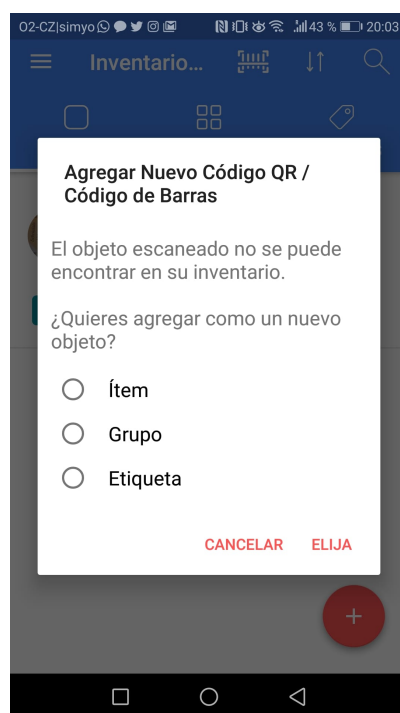 O2-CZ|simyo 43 % 20:03
Inventario...
Agregar Nuevo Código QR /
Código de Barras
El objeto escaneado no se puede
encontrar en su inventario.
¿Quieres agregar como un nuevo
objeto?
Ítem
Grupo
Etiqueta
CANCELAR ELIJA